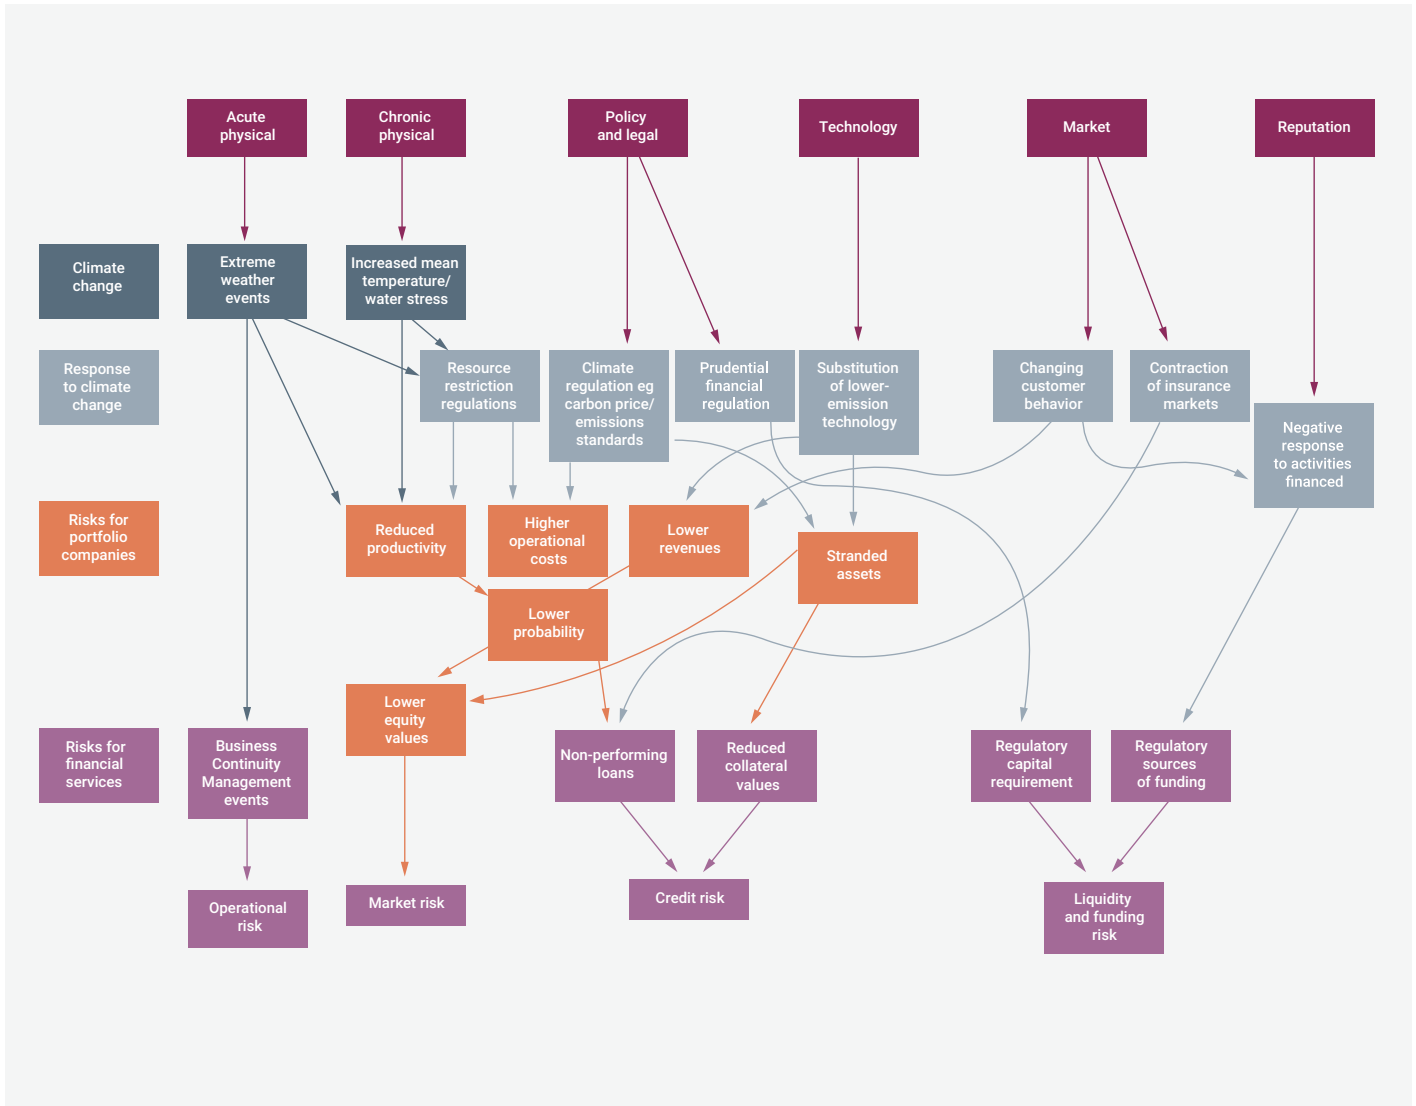 Acute
physical
Chronic
physical
Policy
and legal
Technology
Market
Reputation
Climate
change
Extreme
weather
events
Increased mean
temperature/
water stress
Response
to climate
change
Resource
restriction
regulations
Climate
regulation eg
carbon price/
emissions
standards
Prudential
financial
regulation
Substitution
of lower-
emission
technology
Changing
customer
behavior
Contraction
of insurance
markets
Negative
response
to activities
financed
Risks for
portfolio
companies
Reduced
productivity
Higher
operational
costs
Lower
revenues
Stranded
assets
Lower
probability
Lower
equity
values
Risks for
financial
services
Business
Continuity
Management
events
Non-performing
loans
Reduced
collateral
values
Regulatory
capital
requirement
Regulatory
sources
of funding
Operational
risk
Market risk
Credit risk
Liquidity
and funding
risk